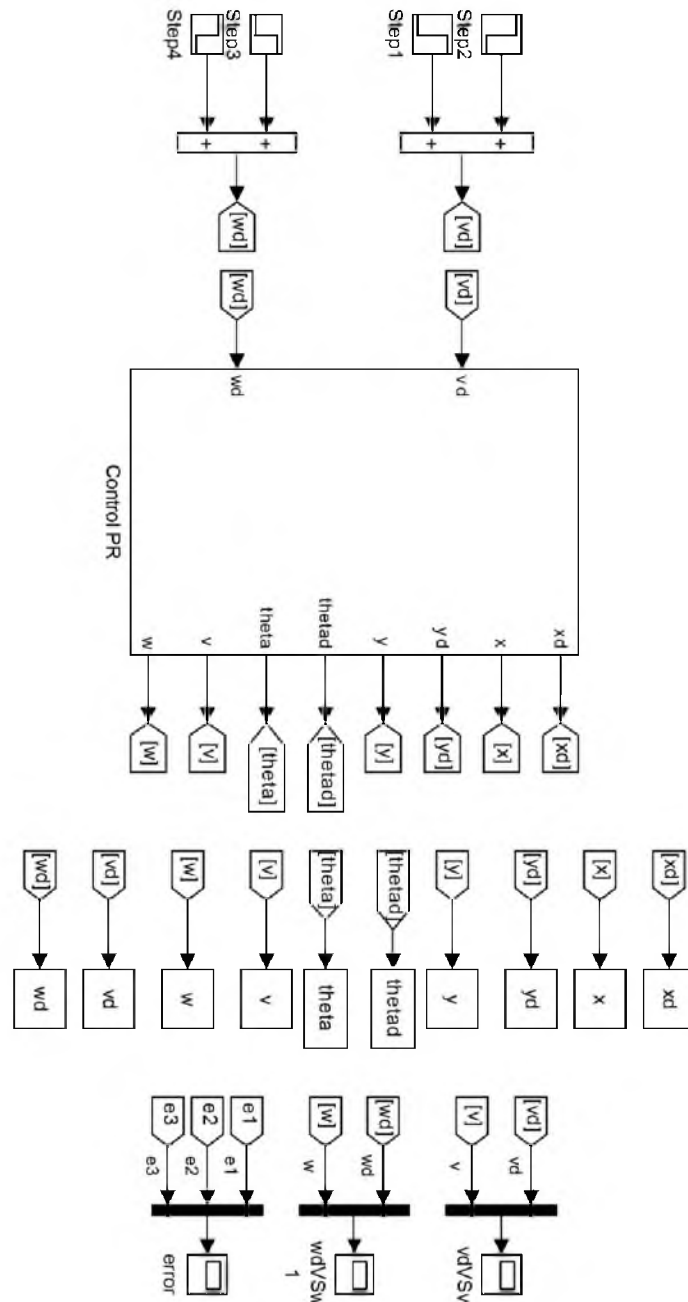 Step2
Step1
Step3
Step4
+
+
+
+
[vd]
[wd]
[vd]
[wd]
vd
wd
Control PR
xd
x
yd
y
thetad
theta
v
w
[xd]
[x]
[yd]
[y]
[thetad]
[theta]
[v]
[w]
[xd]
[x]
[yd]
[y]
[thetad]
[theta]
[v]
[w]
[vd]
[wd]
xd
x
yd
y
thetad
theta
v
w
vd
wd
[vd]
[v]
vd
v
vdVSv
[wd]
[w]
wd
w
wdVSw
1
e1
e2
e3
e1
e2
e3
error